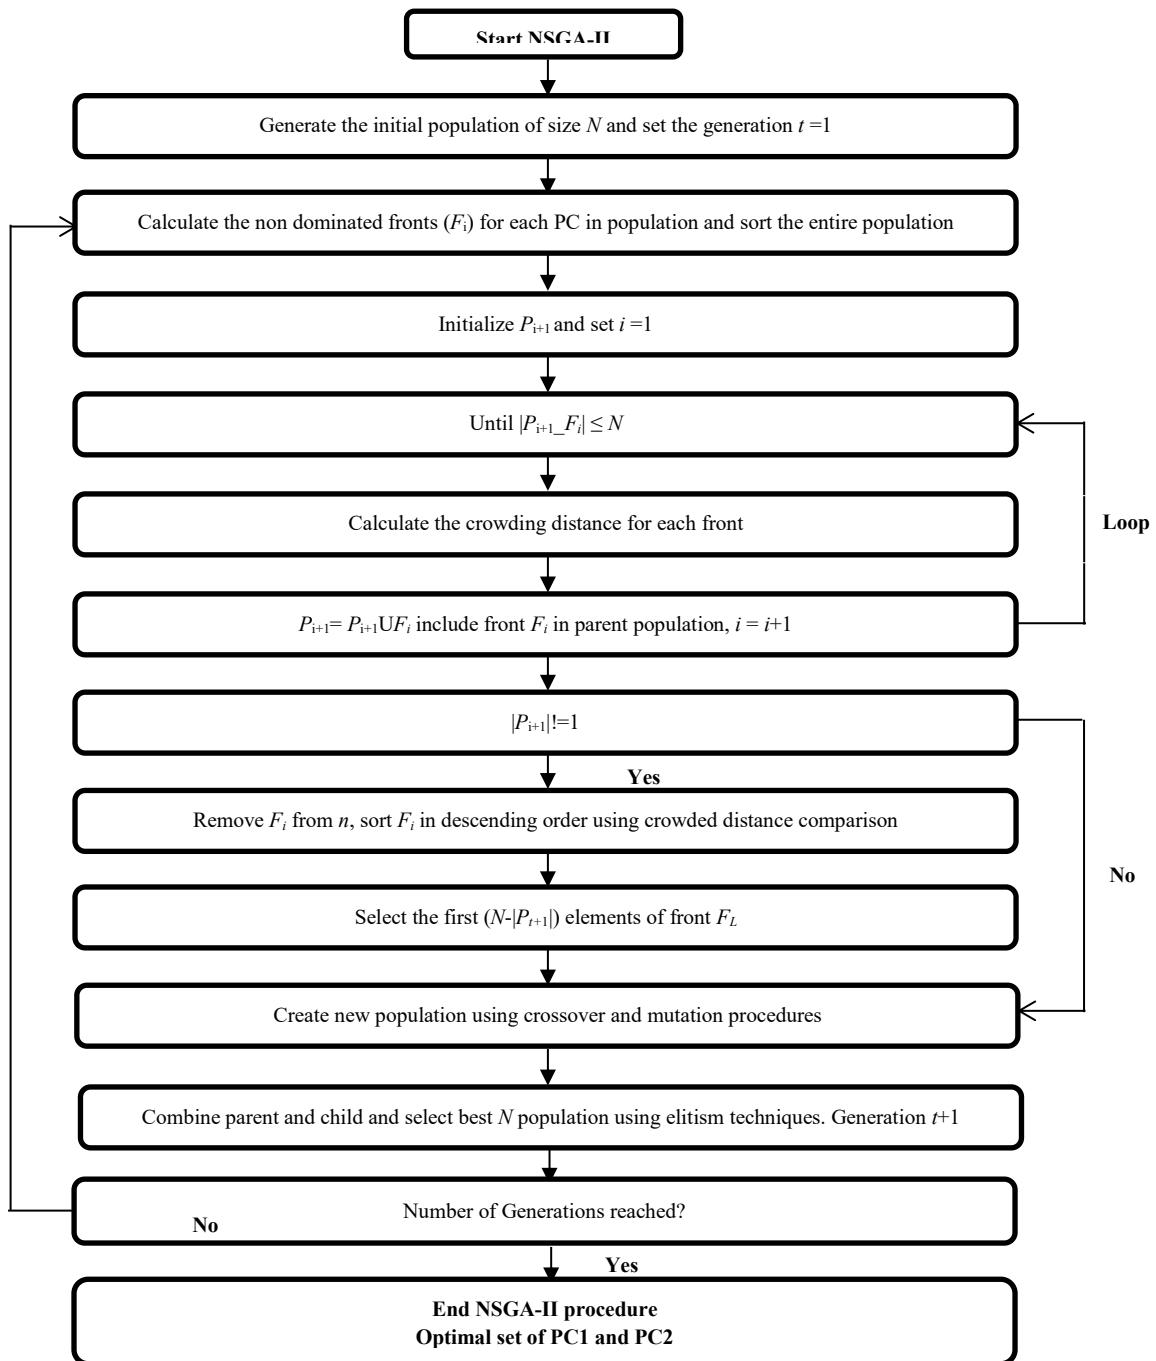 Start NSGA-II
Generate the initial population of size N and set the generation t =1
Calculate the non dominated fronts (Fi) for each PC in population and sort the entire population
Initialize Pi+1 and set i =1
Until |Pi+1_Fi| ≤ N
Calculate the crowding distance for each front
Loop
Pi+1= Pi+1UFi include front Fi in parent population, i = i+1
|Pi+1|!=1
Yes
Remove Fi from n, sort Fi in descending order using crowded distance comparison
No
Select the first (N-|Pt+1|) elements of front FL
Create new population using crossover and mutation procedures
Combine parent and child and select best N population using elitism techniques. Generation t+1
Number of Generations reached?
No
Yes
End NSGA-II procedure
Optimal set of PC1 and PC2